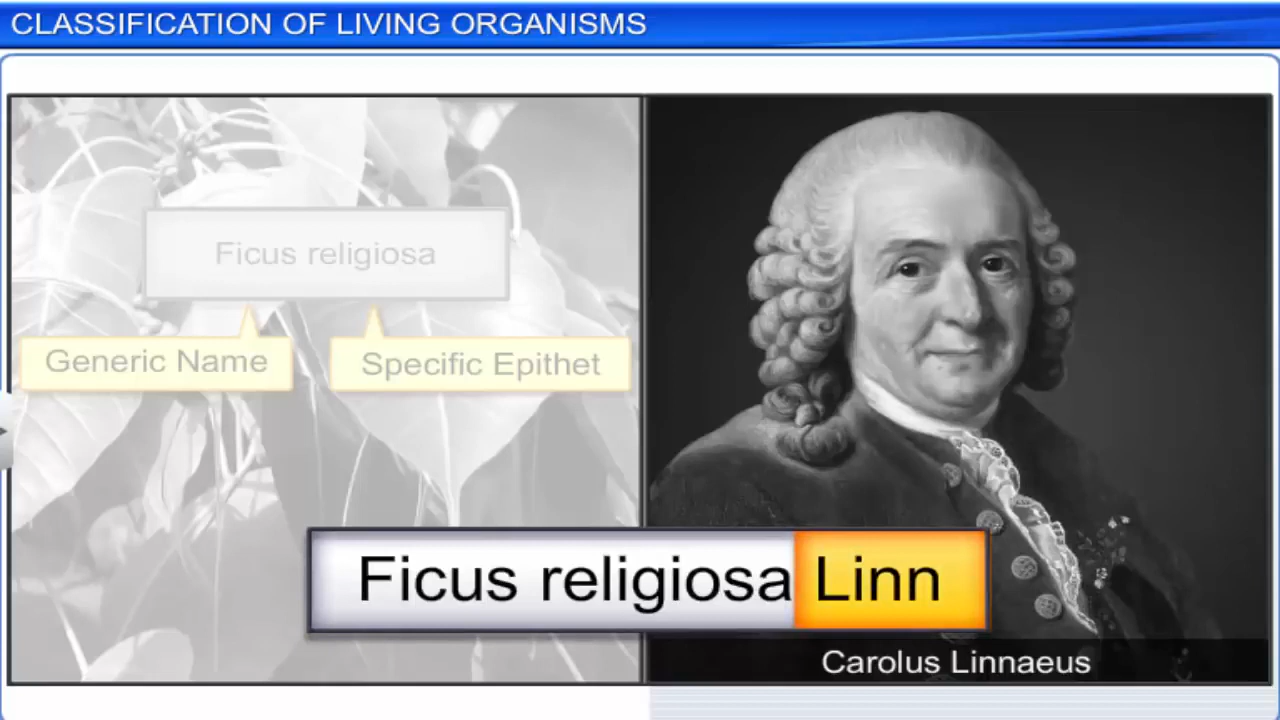 CLASSIFICATION OF LIVING ORGANISMS
Ficus religiosa
Generic Name
Specific Epithet
Ficus religiosa Linn
Carolus Linnaeus